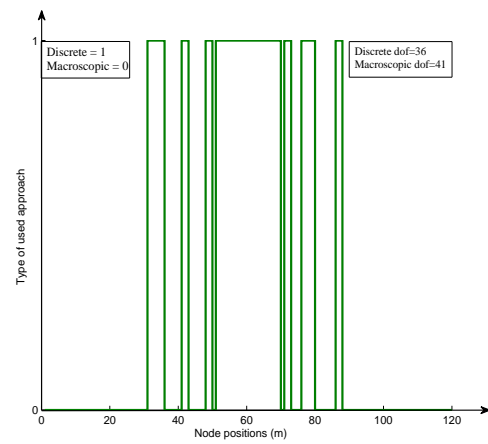 1
Discrete = 1
Macroscopic = 0
Discrete dof=36
Macroscopic dof=41
Type of used approach
0
0 20 40 60 80 100 120
Node positions (m)